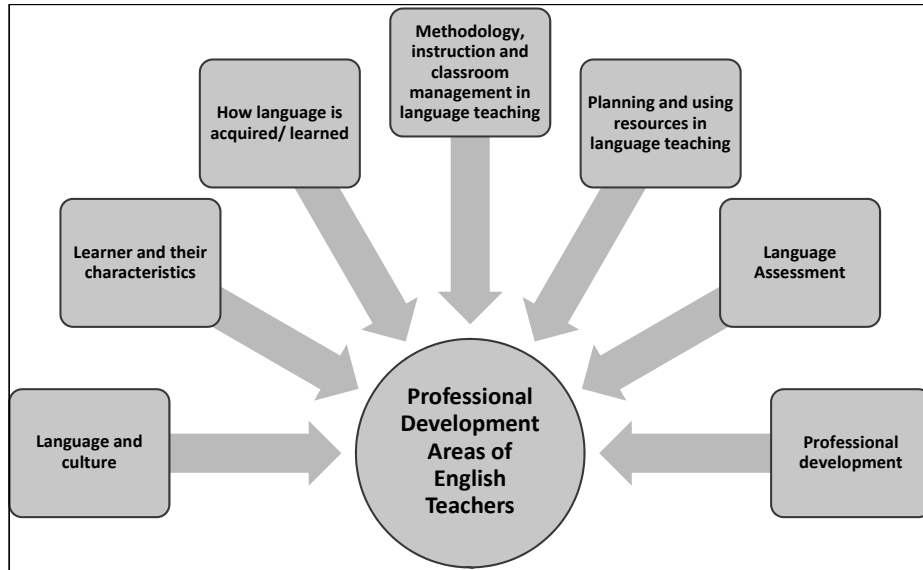 Methodology,
instruction and
classroom
management in
language teaching
How language is
acquired/ learned
Planning and using
resources in
language teaching
Learner and their
characteristics
Language
Assessment
Language and
culture
Professional
Development
Areas of
English
Teachers
Professional
development